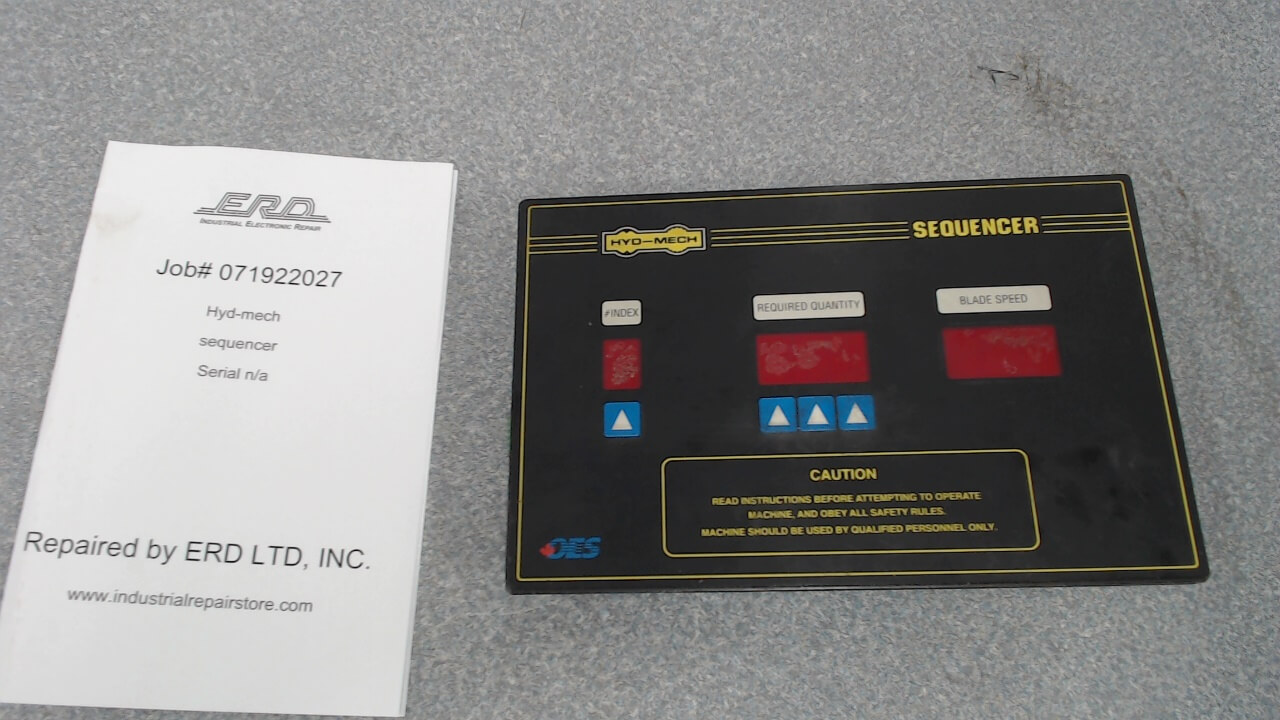 ERD
INDUSTRIAL ELECTRONIC REPAIR
Job# 071922027
Hyd-mech
sequencer
Serial n/a
Repaired by ERD LTD, INC.
www.industrialrepairstore.com
HYD-MECH
SEQUENCER
#INDEX
REQUIRED QUANTITY
BLADE SPEED
CAUTION
READ INSTRUCTIONS BEFORE ATTEMPTING TO OPERATE
MACHINE, AND OBEY ALL SAFETY RULES.
MACHINE SHOULD BE USED BY QUALIFIED PERSONNEL ONLY.
OES